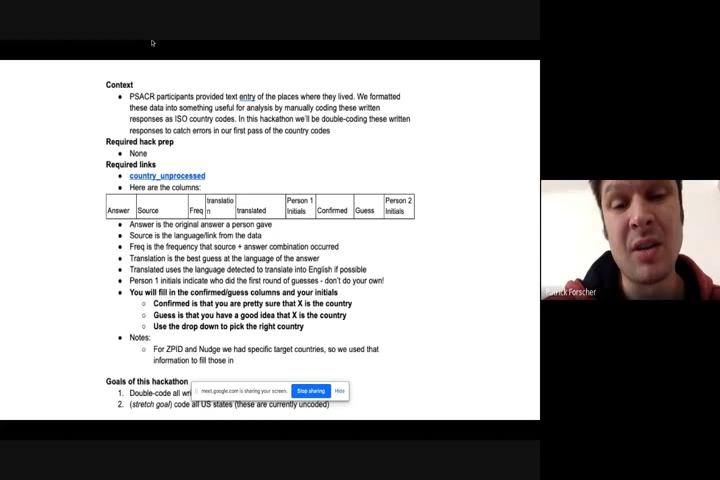 Context
● PSACR participants provided text entry of the places where they lived. We formatted
these data into something useful for analysis by manually coding these written
responses as ISO country codes. In this hackathon we'll be double-coding these written
responses to catch errors in our first pass of the country codes
Required hack prep
● None
Required links
● country_unprocessed
● Here are the columns:
Answer Source Freq translatio n translated Person 1 Initials Confirmed Guess Person 2 Initials
● Answer is the original answer a person gave
● Source is the language/link from the data
● Freq is the frequency that source + answer combination occurred
● Translation is the best guess at the language of the answer
● Translated uses the language detected to translate into English if possible
● Person 1 initials indicate who did the first round of guesses - don't do your own!
● You will fill in the confirmed/guess columns and your initials
○ Confirmed is that you are pretty sure that X is the country
○ Guess is that you have a good idea that X is the country
○ Use the drop down to pick the right country
● Notes:
○ For ZPID and Nudge we had specific target countries, so we used that
information to fill those in
Goals of this hackathon
1. Double-code all wri
2. (stretch goal) code all US states (these are currently uncoded)
meet.google.com is sharing your screen. Stop sharing Hide
Patrick Forscher